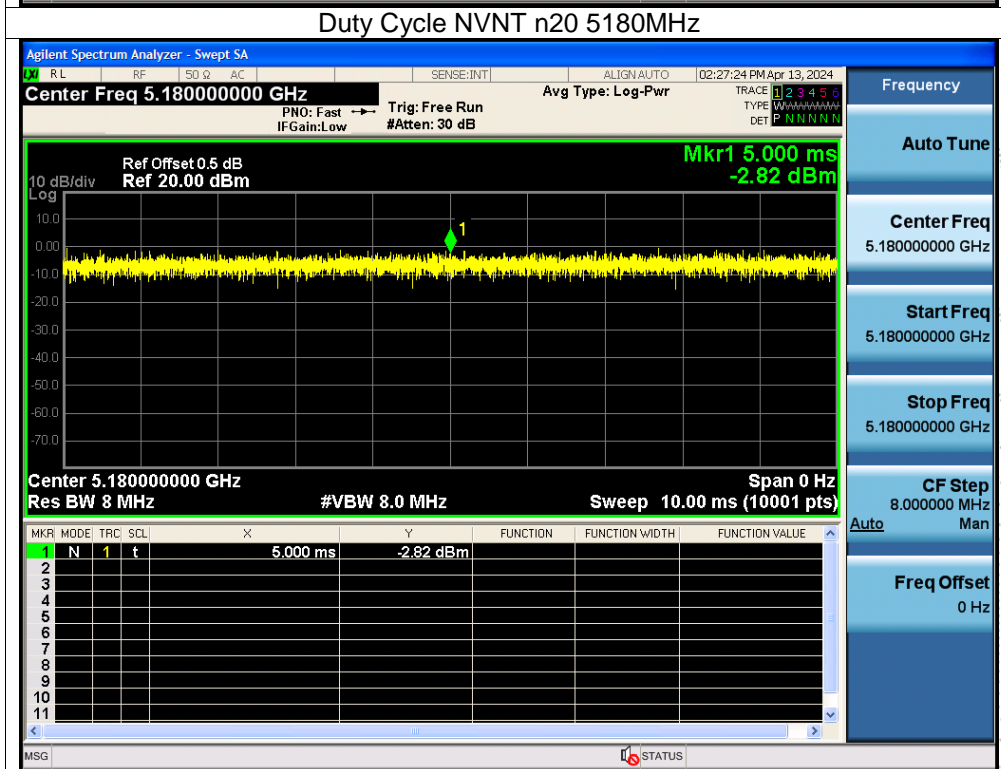 Duty Cycle NVNT n20 5180MHz
Agilent Spectrum Analyzer - Swept SA
LXI RL RF 50 Ω AC SENSE:INT ALIGN AUTO 02:27:24 PM Apr 13, 2024
Center Freq 5.180000000 GHz
PNO: Fast
IFGain:Low
Trig: Free Run
#Atten: 30 dB
Avg Type: Log-Pwr
TRACE 1 2 3 4 5 6
TYPE WWWWWW
DET P N N N N N
Mkr1 5.000 ms
-2.82 dBm
Ref Offset 0.5 dB
10 dB/div Ref 20.00 dBm
Log
10.0
0.00
-10.0
-20.0
-30.0
-40.0
-50.0
-60.0
-70.0
1
Center 5.180000000 GHz Span 0 Hz
Res BW 8 MHz #VBW 8.0 MHz Sweep 10.00 ms (10001 pts)
MKR MODE TRC SCL X Y FUNCTION FUNCTION WIDTH FUNCTION VALUE
1 N 1 t 5.000 ms -2.82 dBm
2
3
4
5
6
7
8
9
10
11
MSG STATUS
Frequency
Auto Tune
Center Freq
5.180000000 GHz
Start Freq
5.180000000 GHz
Stop Freq
5.180000000 GHz
CF Step
8.000000 MHz
Auto Man
Freq Offset
0 Hz